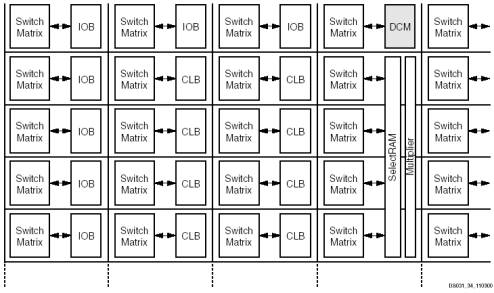 Switch Matrix IOB Switch Matrix IOB Switch Matrix IOB Switch Matrix DCM Switch Matrix
Switch Matrix IOB Switch Matrix CLB Switch Matrix CLB Switch Matrix Switch Matrix
Switch Matrix IOB Switch Matrix CLB Switch Matrix CLB Switch Matrix Switch Matrix
Switch Matrix IOB Switch Matrix CLB Switch Matrix CLB Switch Matrix Switch Matrix
Switch Matrix IOB Switch Matrix CLB Switch Matrix CLB Switch Matrix Switch Matrix
SelectRAM
Multiplier
DS031_34_110300